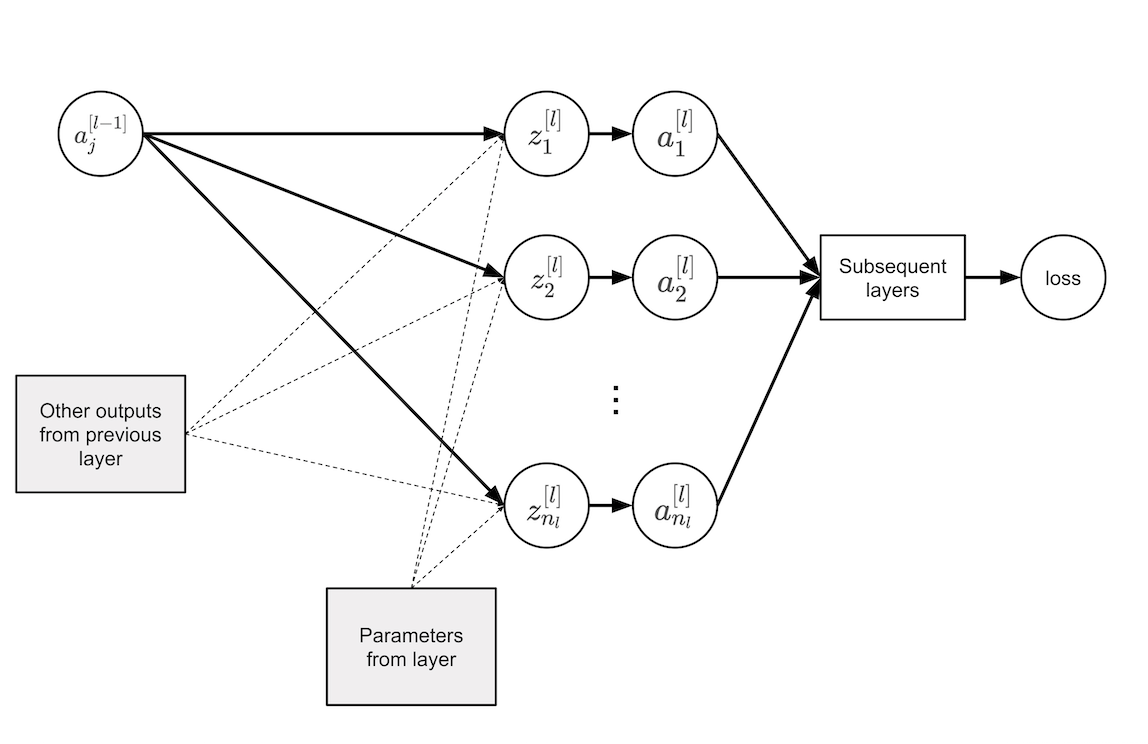 a_j^{[l-1]}
z_1^{[l]}
a_1^{[l]}
z_2^{[l]}
a_2^{[l]}
Subsequent
layers
loss
⋮
Other outputs
from previous
layer
z_{n_l}^{[l]}
a_{n_l}^{[l]}
Parameters
from layer